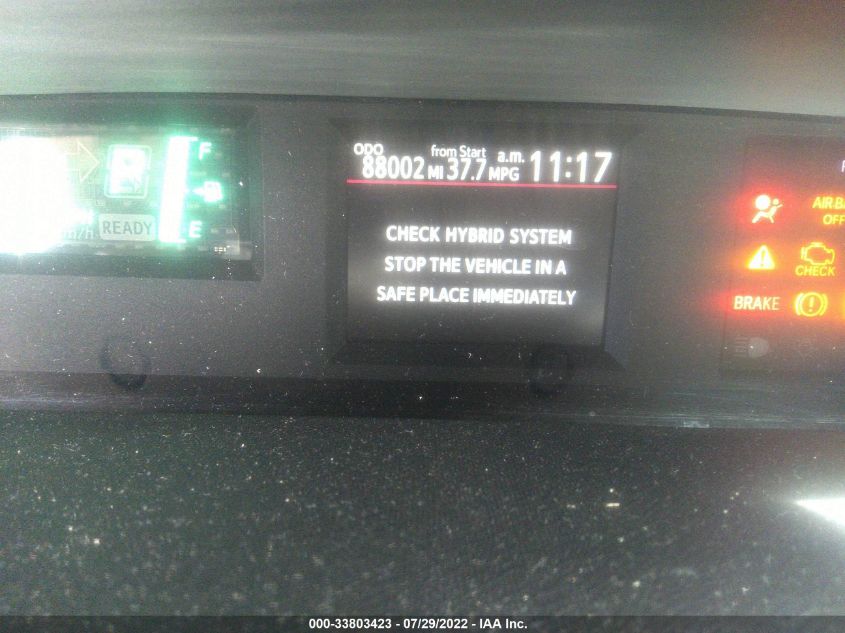 F
E
READY
ODO from Start a.m.
88002 MI 37.7 MPG 11:17
CHECK HYBRID SYSTEM
STOP THE VEHICLE IN A
SAFE PLACE IMMEDIATELY
OFF
CHECK
BRAKE
000-33803423 - 07/29/2022 - IAA Inc.